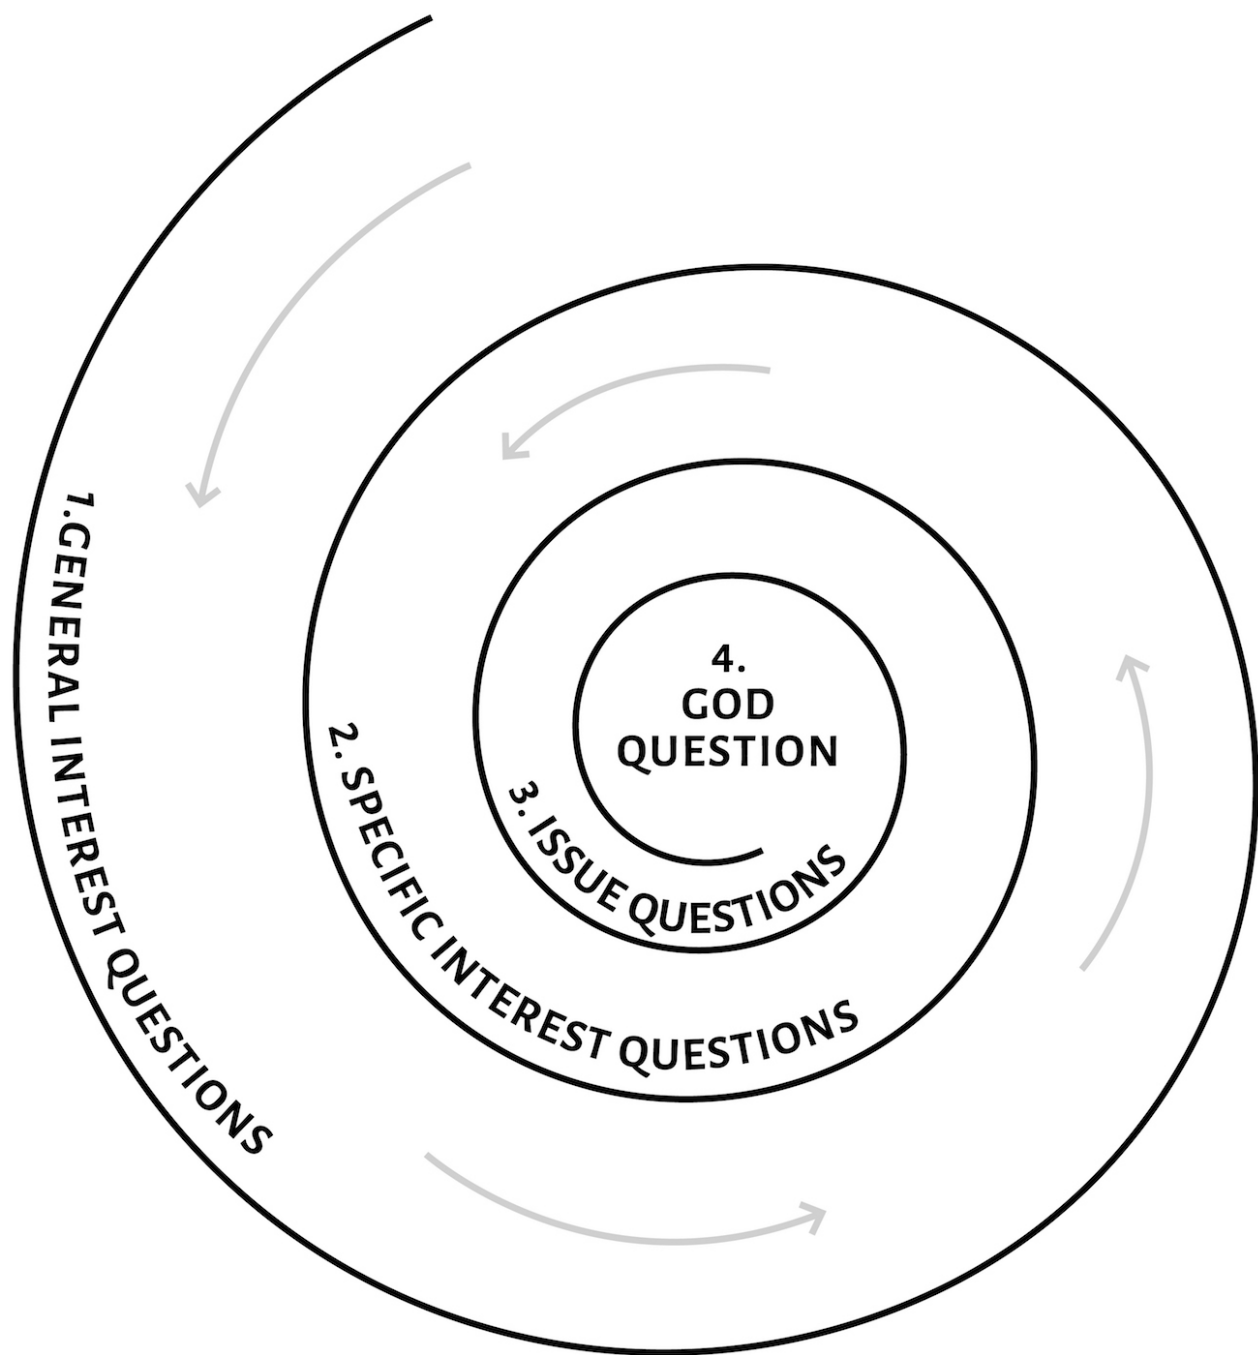 1.GENERAL INTEREST QUESTIONS
2. SPECIFIC INTEREST QUESTIONS
3. ISSUE QUESTIONS
4.
GOD
QUESTION